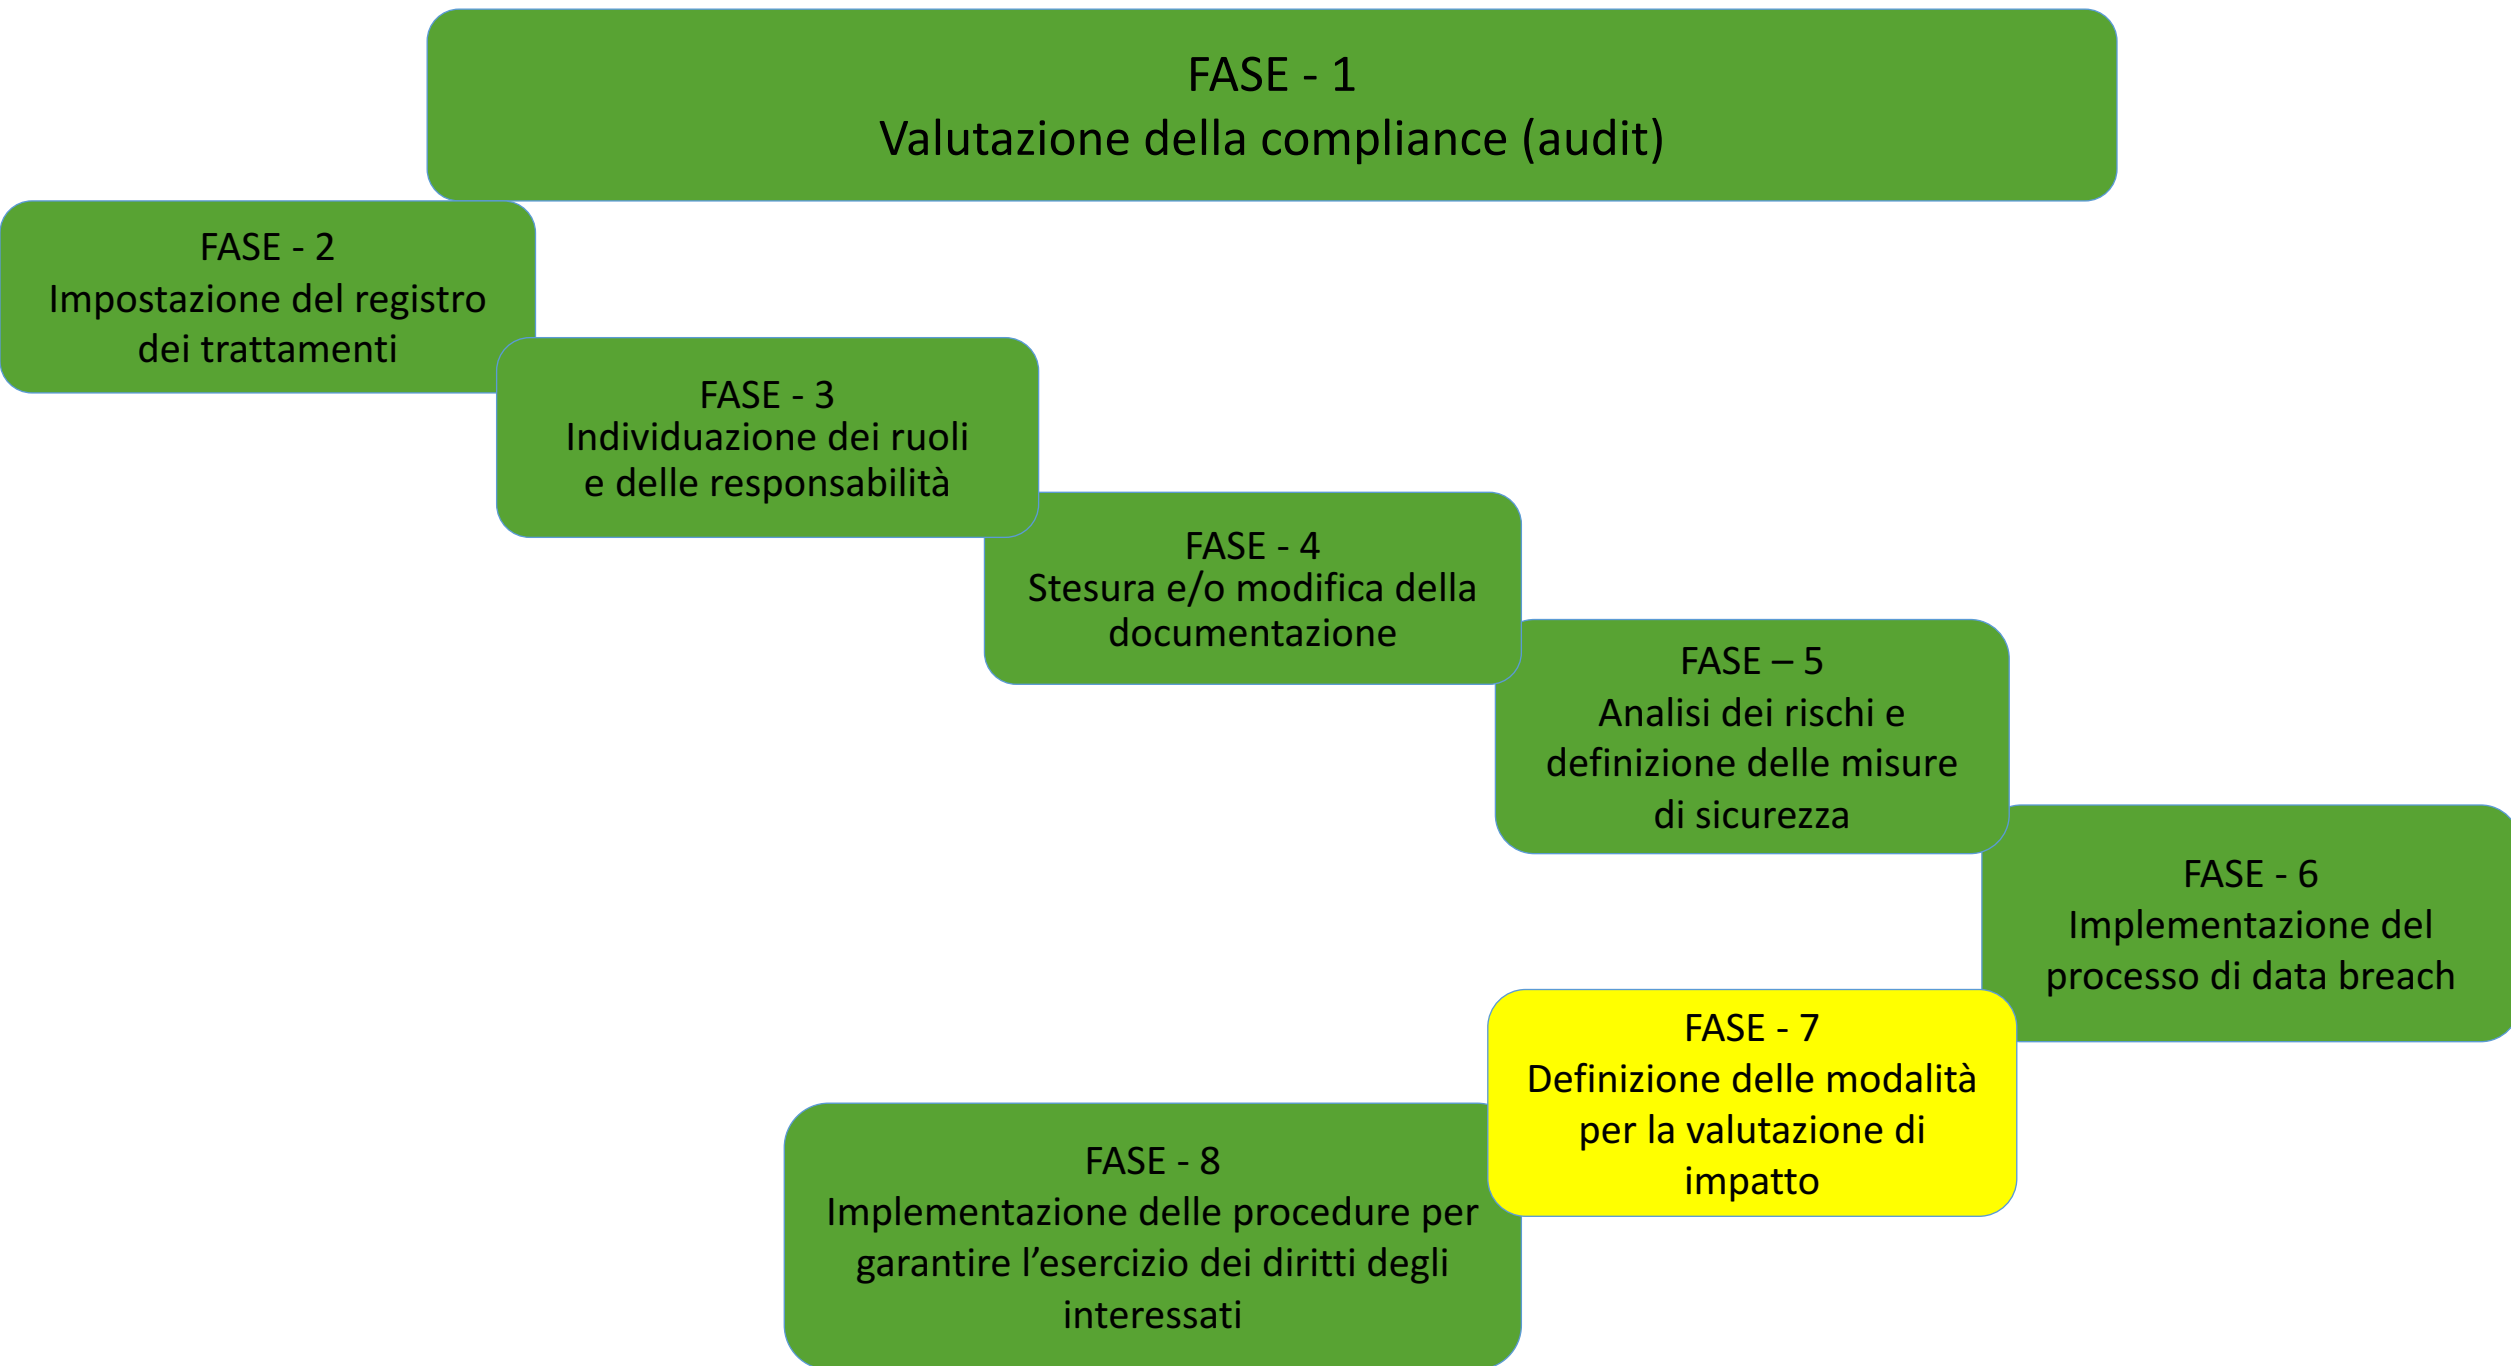 FASE - 1
Valutazione della compliance (audit)
FASE - 2
Impostazione del registro
dei trattamenti
FASE - 3
Individuazione dei ruoli
e delle responsabilità
FASE - 4
Stesura e/o modifica della
documentazione
FASE – 5
Analisi dei rischi e
definizione delle misure
di sicurezza
FASE - 6
Implementazione del
processo di data breach
FASE - 7
Definizione delle modalità
per la valutazione di
impatto
FASE - 8
Implementazione delle procedure per
garantire l’esercizio dei diritti degli
interessati